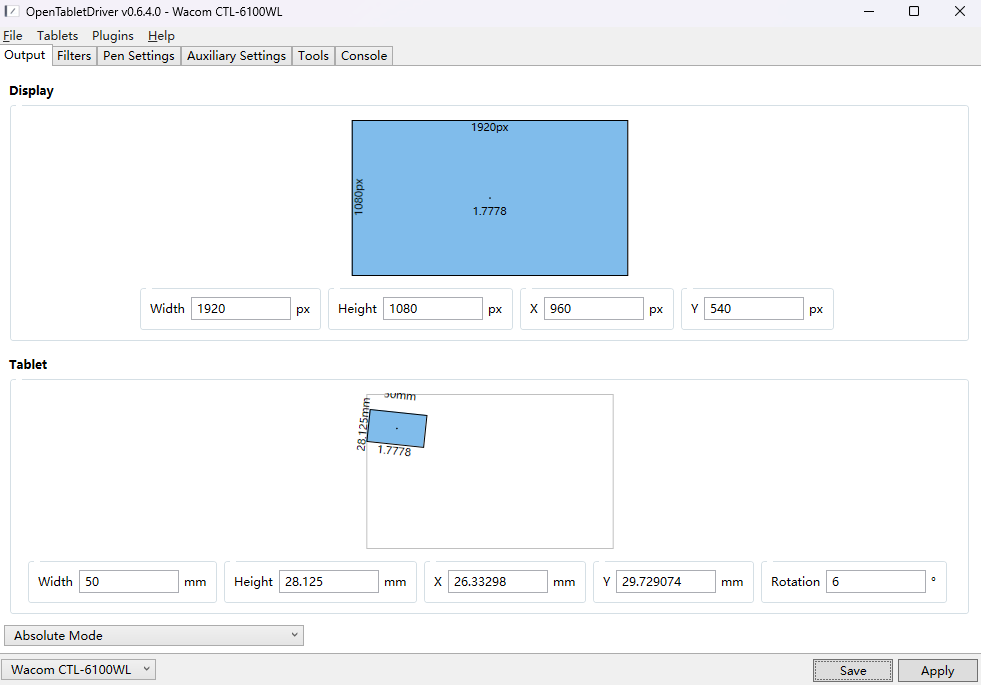 OpenTabletDriver v0.6.4.0 - Wacom CTL-6100WL
File Tablets Plugins Help
Output Filters Pen Settings Auxiliary Settings Tools Console
Display
1920px
1080px
1.7778
Width 1920 px Height 1080 px X 960 px Y 540 px
Tablet
50mm
28.125mm
1.7778
Width 50 mm Height 28.125 mm X 26.33298 mm Y 29.729074 mm Rotation 6 °
Absolute Mode
Wacom CTL-6100WL Save Apply